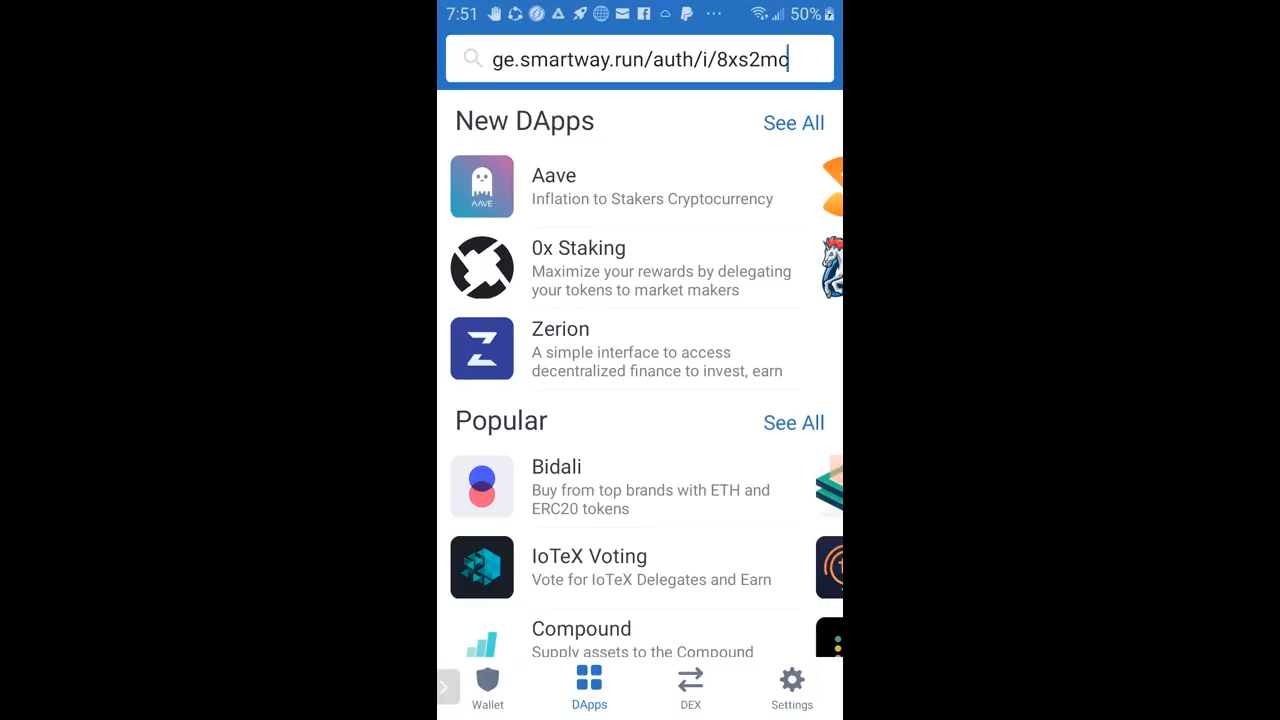 7:51 50%
ge.smartway.run/auth/i/8xs2mc
New DApps See All
Aave
Inflation to Stakers Cryptocurrency
AAVE
0x Staking
Maximize your rewards by delegating
your tokens to market makers
Zerion
A simple interface to access
decentralized finance to invest, earn
Popular See All
Bidali
Buy from top brands with ETH and
ERC20 tokens
IoTeX Voting
Vote for IoTeX Delegates and Earn
Compound
Supply assets to the Compound
Wallet DApps DEX Settings